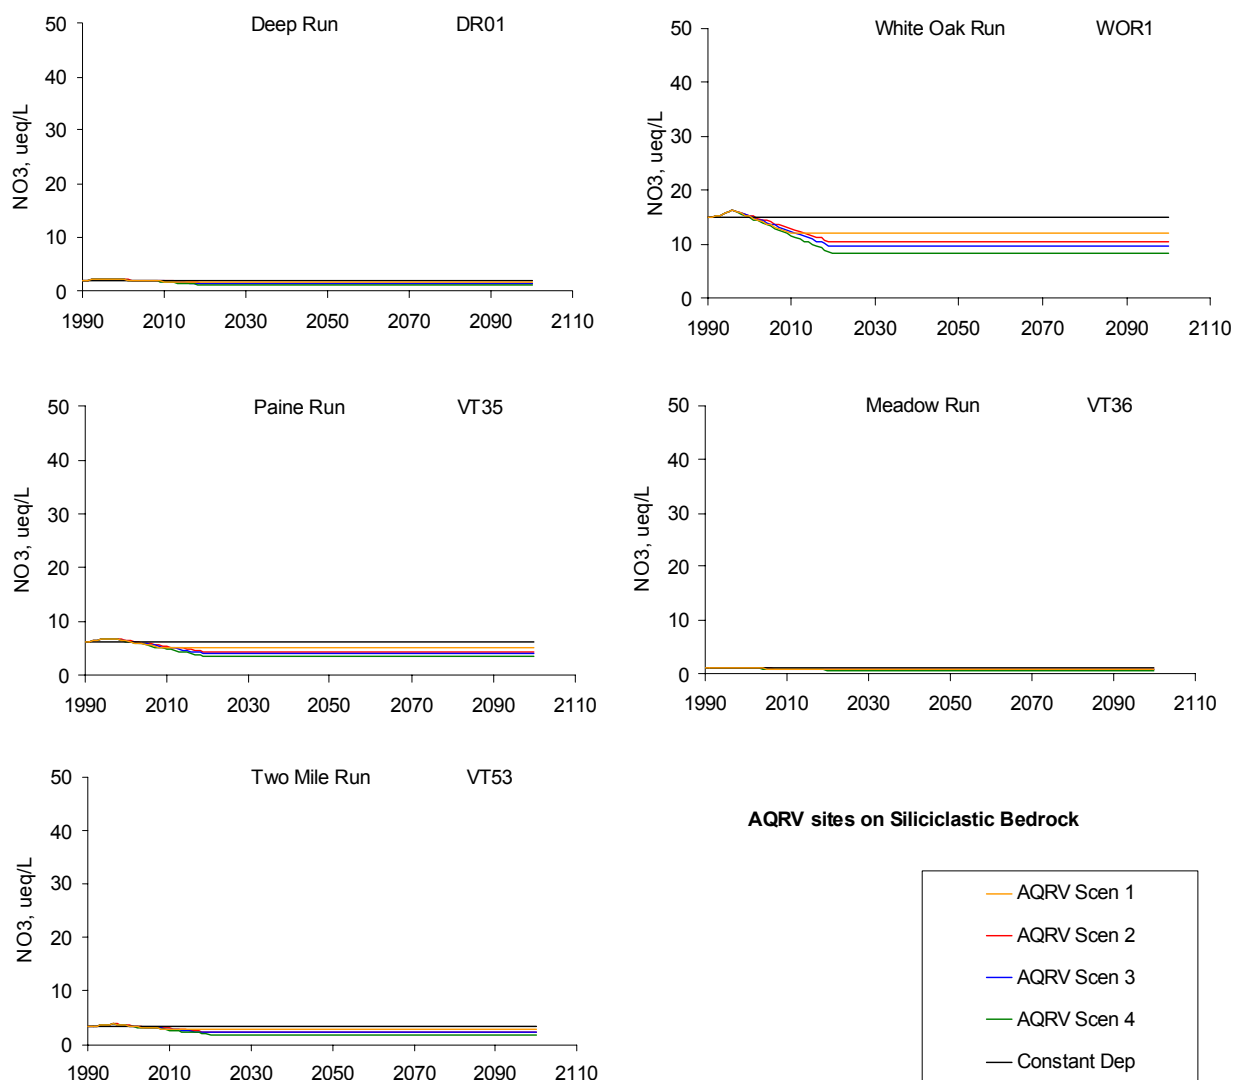 Deep Run DR01
50
40
30
20
10
0
NO3, ueq/L
1990 2010 2030 2050 2070 2090 2110
White Oak Run WOR1
50
40
30
20
10
0
NO3, ueq/L
1990 2010 2030 2050 2070 2090 2110
Paine Run VT35
50
40
30
20
10
0
NO3, ueq/L
1990 2010 2030 2050 2070 2090 2110
Meadow Run VT36
50
40
30
20
10
0
NO3, ueq/L
1990 2010 2030 2050 2070 2090 2110
Two Mile Run VT53
50
40
30
20
10
0
NO3, ueq/L
1990 2010 2030 2050 2070 2090 2110
AQRV sites on Siliciclastic Bedrock
AQRV Scen 1
AQRV Scen 2
AQRV Scen 3
AQRV Scen 4
Constant Dep